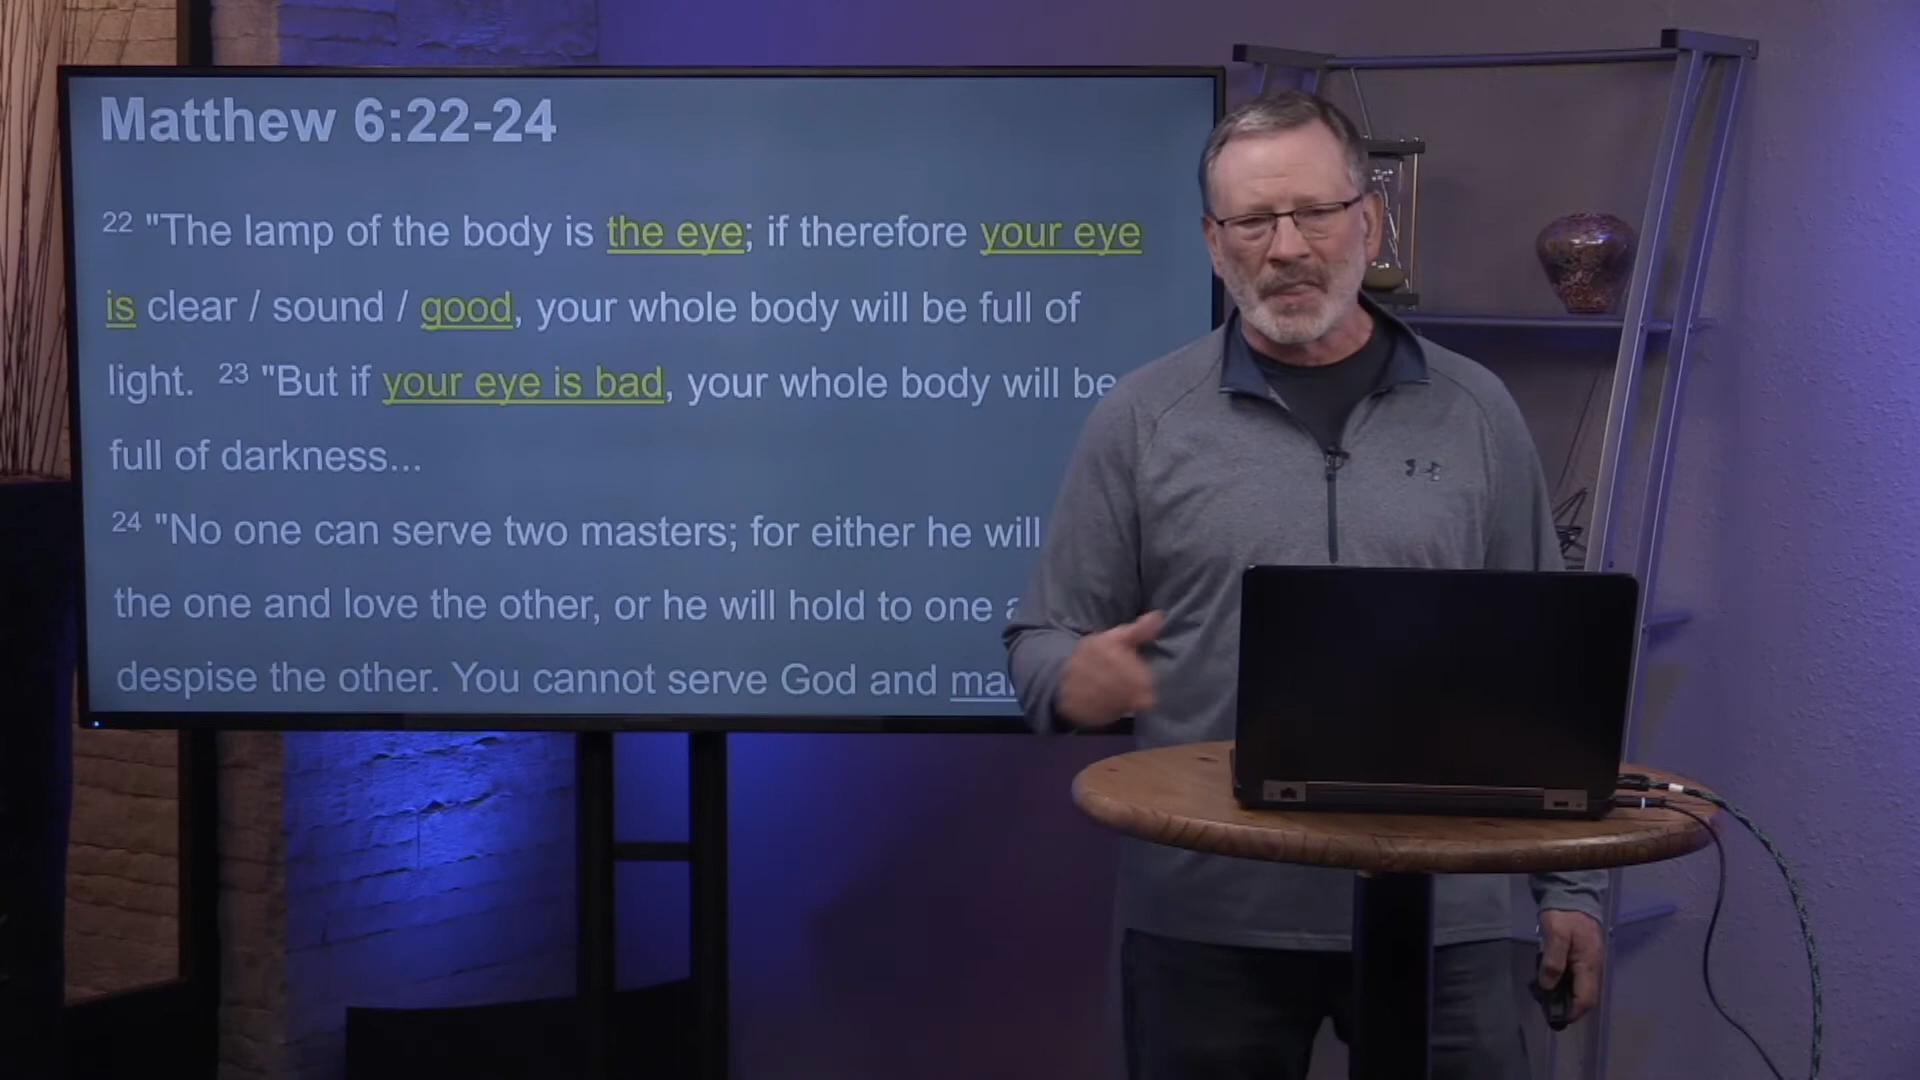 Matthew 6:22-24
22 "The lamp of the body is the eye; if therefore your eye
is clear / sound / good, your whole body will be full of
light. 23 "But if your eye is bad, your whole body will be
full of darkness...
24 "No one can serve two masters; for either he will
the one and love the other, or he will hold to one
despise the other. You cannot serve God and